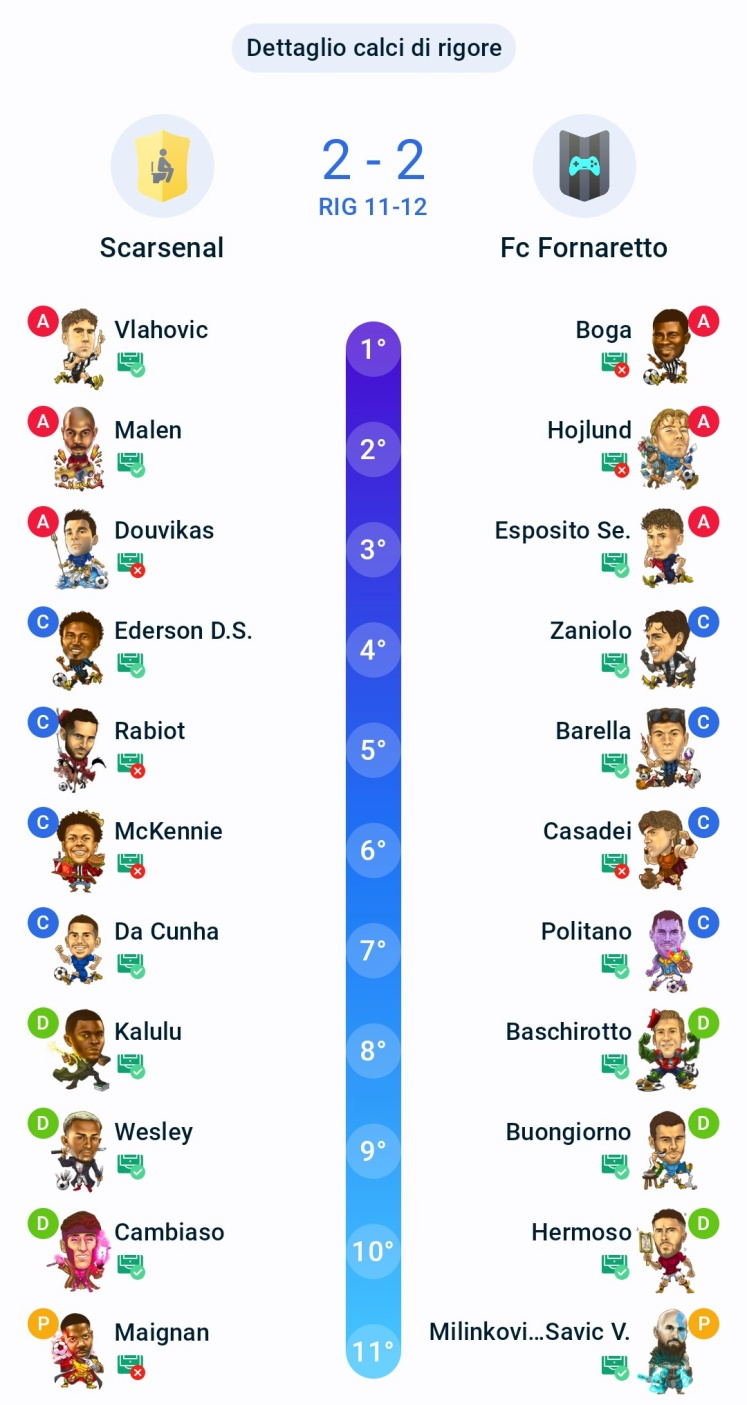 Dettaglio calci di rigore
2 - 2
RIG 11-12
Scarsenal
Fc Fornaretto
A Vlahovic 1° Boga A
A Malen 2° Hojlund A
A Douvikas 3° Esposito Se. A
C Ederson D.S. 4° Zaniolo C
C Rabiot 5° Barella C
C McKennie 6° Casadei C
C Da Cunha 7° Politano C
D Kalulu 8° Baschirotto D
D Wesley 9° Buongiorno D
D Cambiaso 10° Hermoso D
P Maignan 11° Milinkovi...Savic V. P